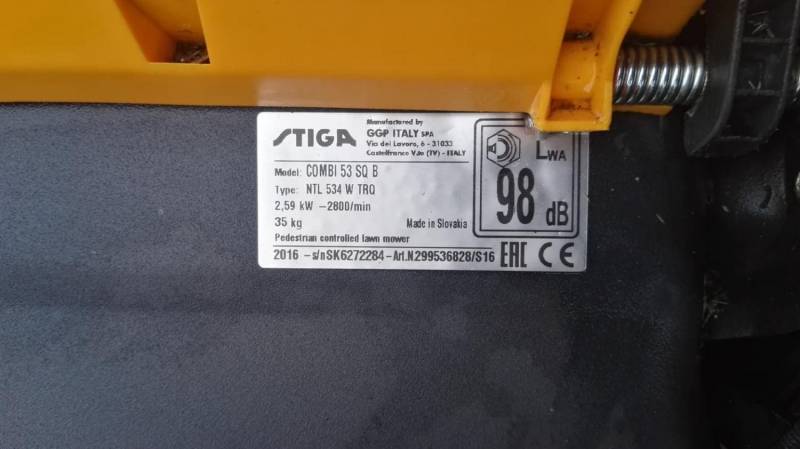 STIGA
Manufactured by
GGP ITALY SPA
Via del Lavoro, 6 - 31033
Castelfranco V.to (TV) - ITALY
Model: COMBI 53 SQ B
Type: NTL 534 W TRQ
2,59 kW -2800/min
35 kg
Made in Slovakia
Pedestrian controlled lawn mower
2016 -s/nSK6272284-Art.N.299536828/S16
LWA
98 dB
EAC CE